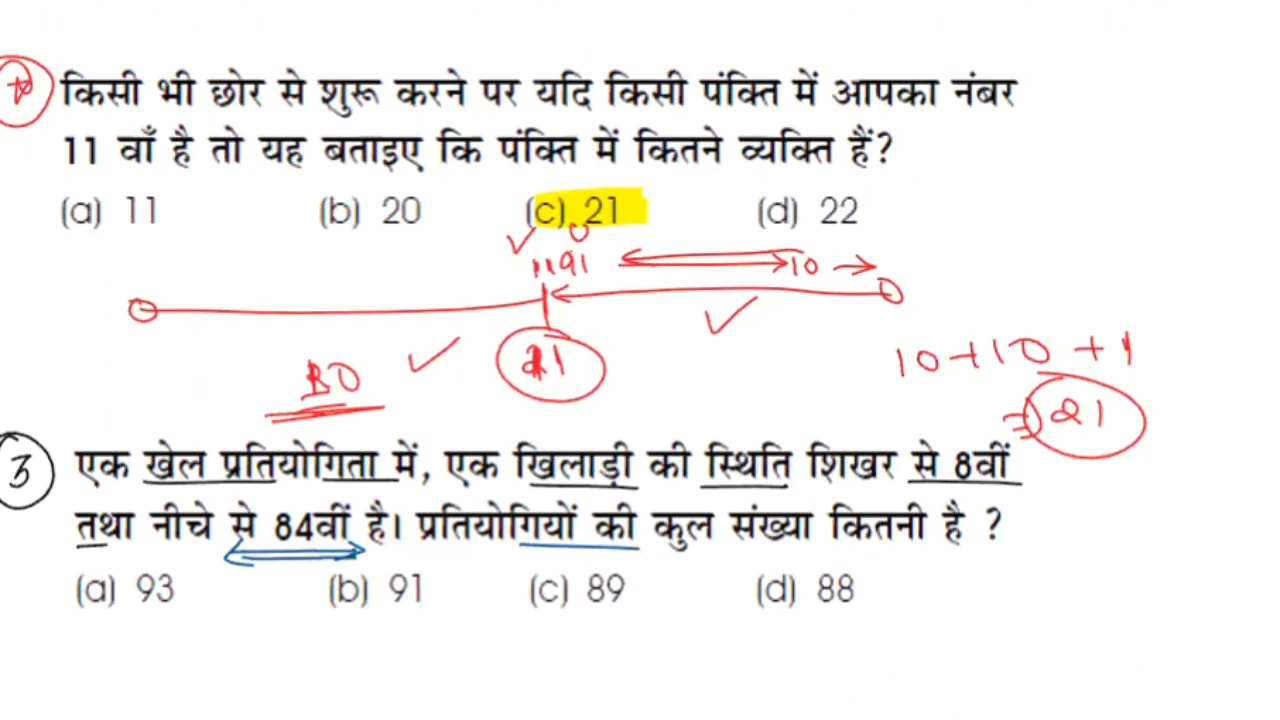 किसी भी छोर से शुरू करने पर यदि किसी पंक्ति में आपका नंबर
11 वाँ है तो यह बताइए कि पंक्ति में कितने व्यक्ति हैं?
(a) 11 (b) 20 (c) 21 (d) 22
10
21
10+10 +1
21
3 एक खेल प्रतियोगिता में, एक खिलाड़ी की स्थिति शिखर से 8वीं
तथा नीचे से 84वीं है। प्रतियोगियों की कुल संख्या कितनी है ?
(a) 93 (b) 91 (c) 89 (d) 88